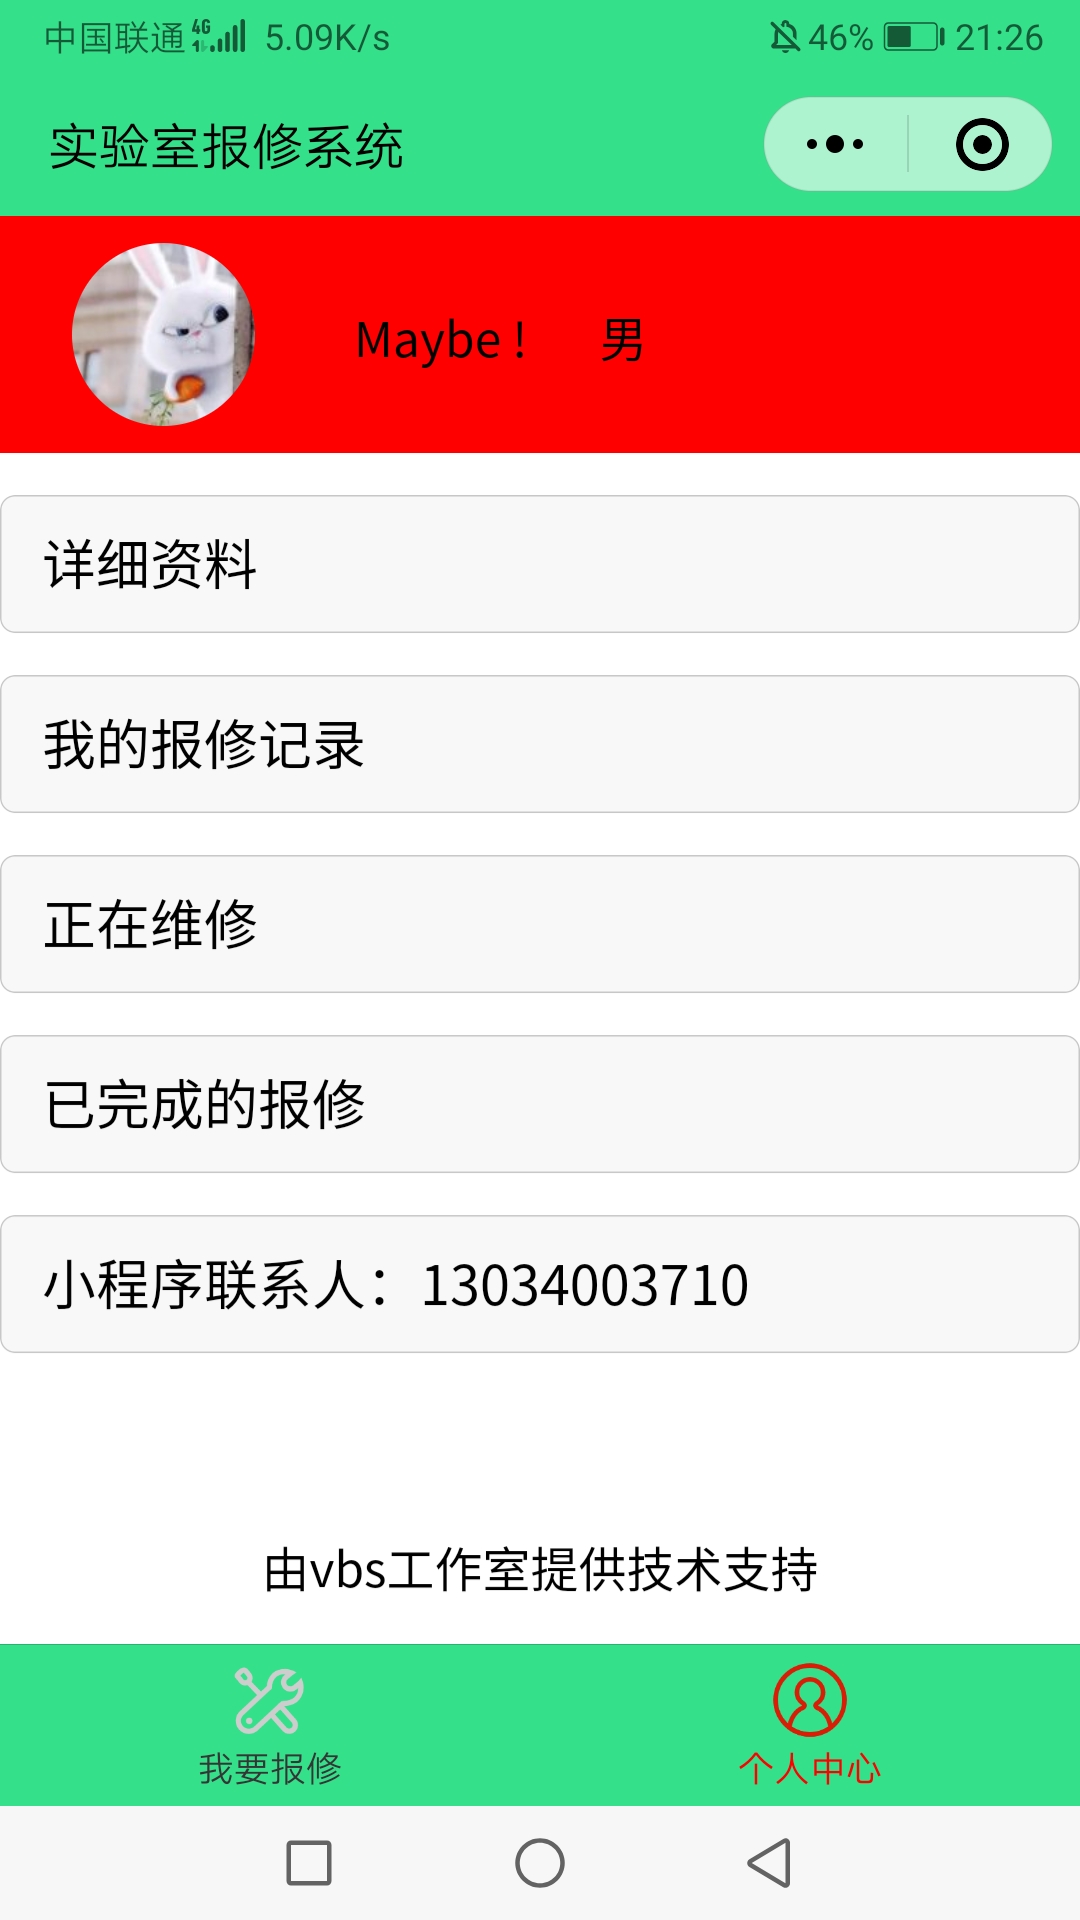 中国联通 4G 5.09K/s 46% 21:26
实验室报修系统
Maybe！ 男
详细资料
我的报修记录
正在维修
已完成的报修
小程序联系人：13034003710
由vbs工作室提供技术支持
我要报修 个人中心